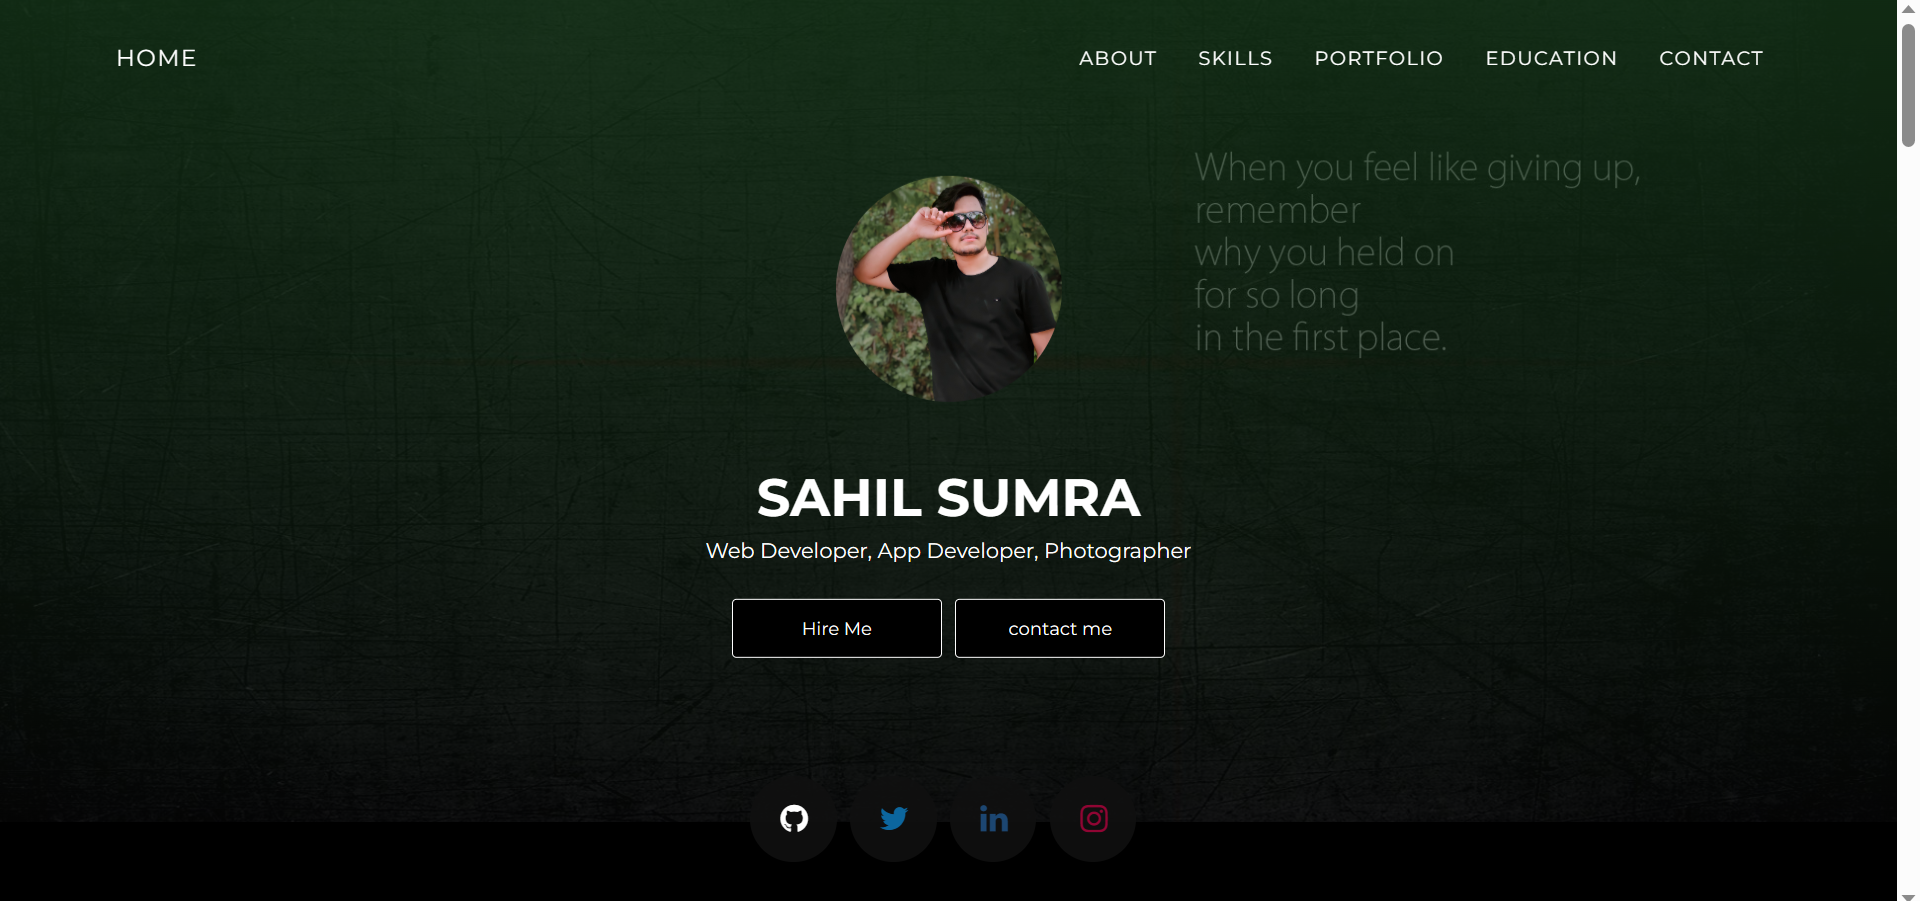 HOME
ABOUT SKILLS PORTFOLIO EDUCATION CONTACT
When you feel like giving up,
remember
why you held on
for so long
in the first place.
SAHIL SUMRA
Web Developer, App Developer, Photographer
Hire Me
contact me